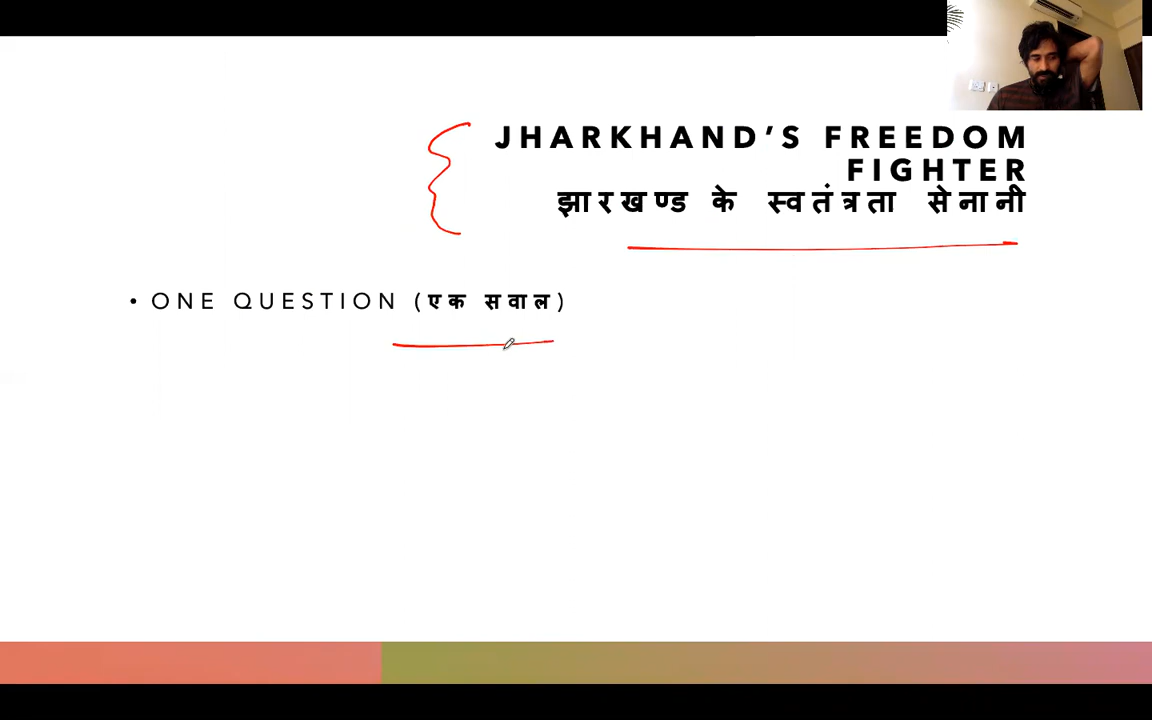 JHARKHAND’S FREEDOM
FIGHTER
झारखण्ड के स्वतंत्रता सेनानी
• ONE QUESTION (एक सवाल)